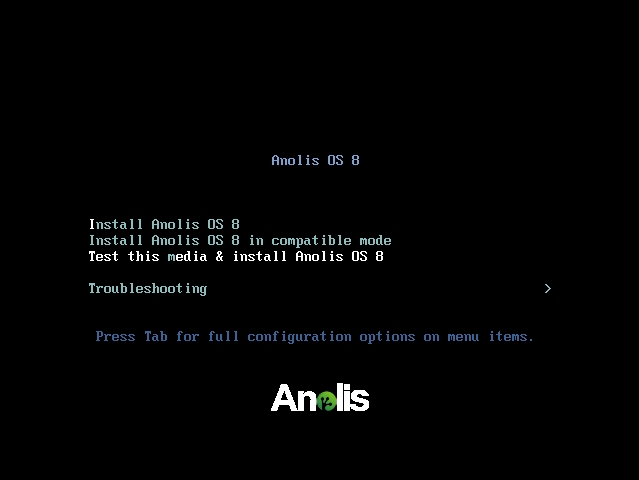 Anolis OS 8
Install Anolis OS 8
Install Anolis OS 8 in compatible mode
Test this media & install Anolis OS 8
Troubleshooting >
Press Tab for full configuration options on menu items.
Anolis